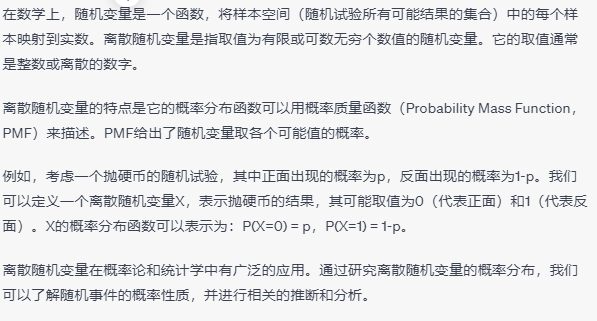 在数学上，随机变量是一个函数，将样本空间（随机试验所有可能结果的集合）中的每个样
本映射到实数。离散随机变量是指取值为有限或可数无穷个数值的随机变量。它的取值通常
是整数或离散的数字。
离散随机变量的特点是它的概率分布函数可以用概率质量函数（Probability Mass Function，
PMF）来描述。PMF给出了随机变量取各个可能值的概率。
例如，考虑一个抛硬币的随机试验，其中正面出现的概率为p，反面出现的概率为1-p。我们
可以定义一个离散随机变量X，表示抛硬币的结果，其可能取值为0（代表正面）和1（代表反
面）。X的概率分布函数可以表示为：P(X=0) = p，P(X=1) = 1-p。
离散随机变量在概率论和统计学中有广泛的应用。通过研究离散随机变量的概率分布，我们
可以了解随机事件的概率性质，并进行相关的推断和分析。